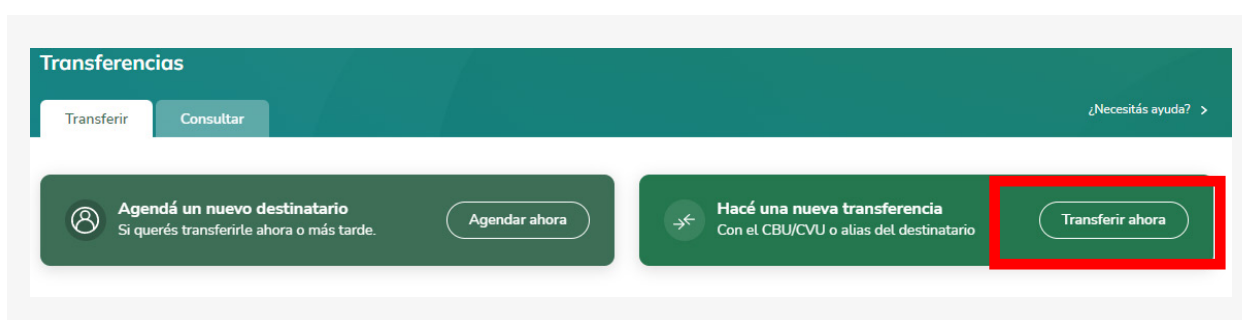 Transferencias
Transferir
Consultar
¿Necesitás ayuda? >
Agendá un nuevo destinatario
Si querés transferirle ahora o más tarde.
Agendar ahora
Hacé una nueva transferencia
Con el CBU/CVU o alias del destinatario
Transferir ahora